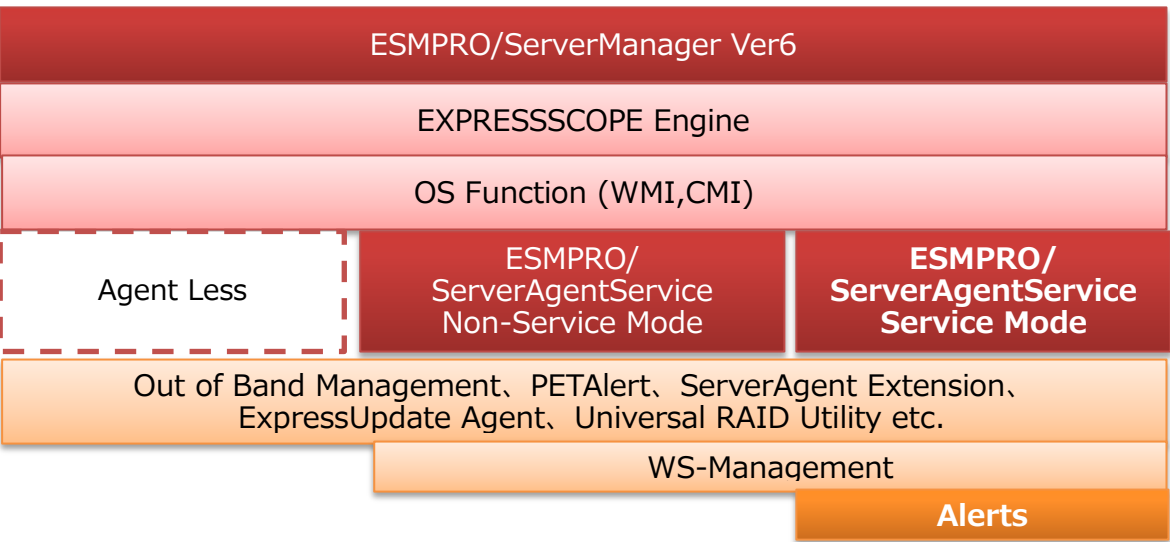 ESMPRO/ServerManager Ver6
EXPRESSSCOPE Engine
OS Function (WMI,CMI)
Agent Less
ESMPRO/
ServerAgentService
Non-Service Mode
ESMPRO/
ServerAgentService
Service Mode
Out of Band Management、PETAlert、ServerAgent Extension、
ExpressUpdate Agent、Universal RAID Utility etc.
WS-Management
Alerts